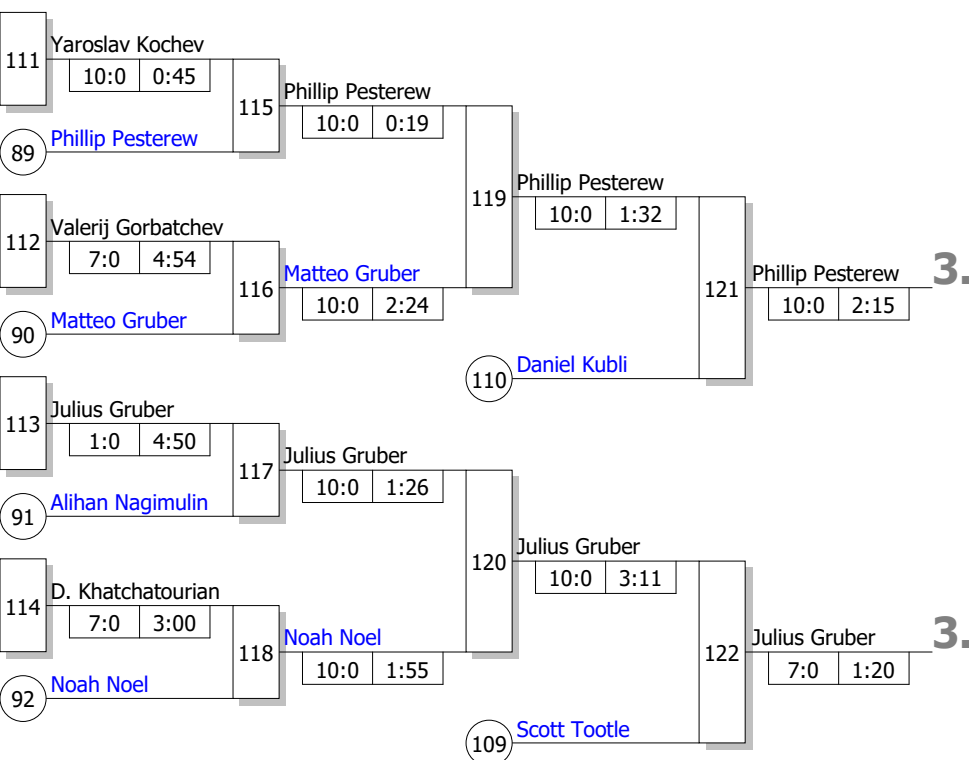 111
Yaroslav Kochev
10:0 0:45
89
Phillip Pesterew
115
Phillip Pesterew
10:0 0:19
112
Valerij Gorbatchev
7:0 4:54
90
Matteo Gruber
116
Matteo Gruber
10:0 2:24
119
Phillip Pesterew
10:0 1:32
110
Daniel Kubli
121
Phillip Pesterew
10:0 2:15
3.
113
Julius Gruber
1:0 4:50
91
Alihan Nagimulin
117
Julius Gruber
10:0 1:26
114
D. Khatchatourian
7:0 3:00
92
Noah Noel
118
Noah Noel
10:0 1:55
120
Julius Gruber
10:0 3:11
109
Scott Tootle
122
Julius Gruber
7:0 1:20
3.